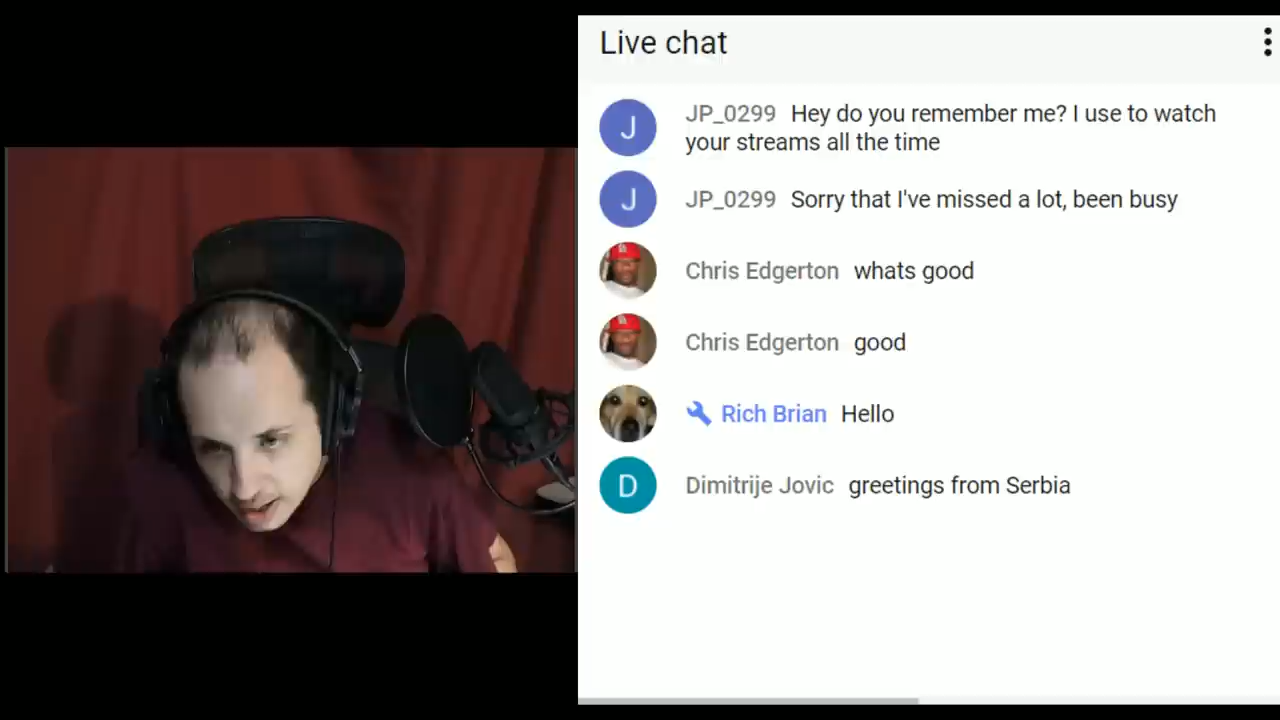 Live chat
J JP_0299 Hey do you remember me? I use to watch
your streams all the time
J JP_0299 Sorry that I've missed a lot, been busy
Chris Edgerton whats good
Chris Edgerton good
Rich Brian Hello
D Dimitrije Jovic greetings from Serbia